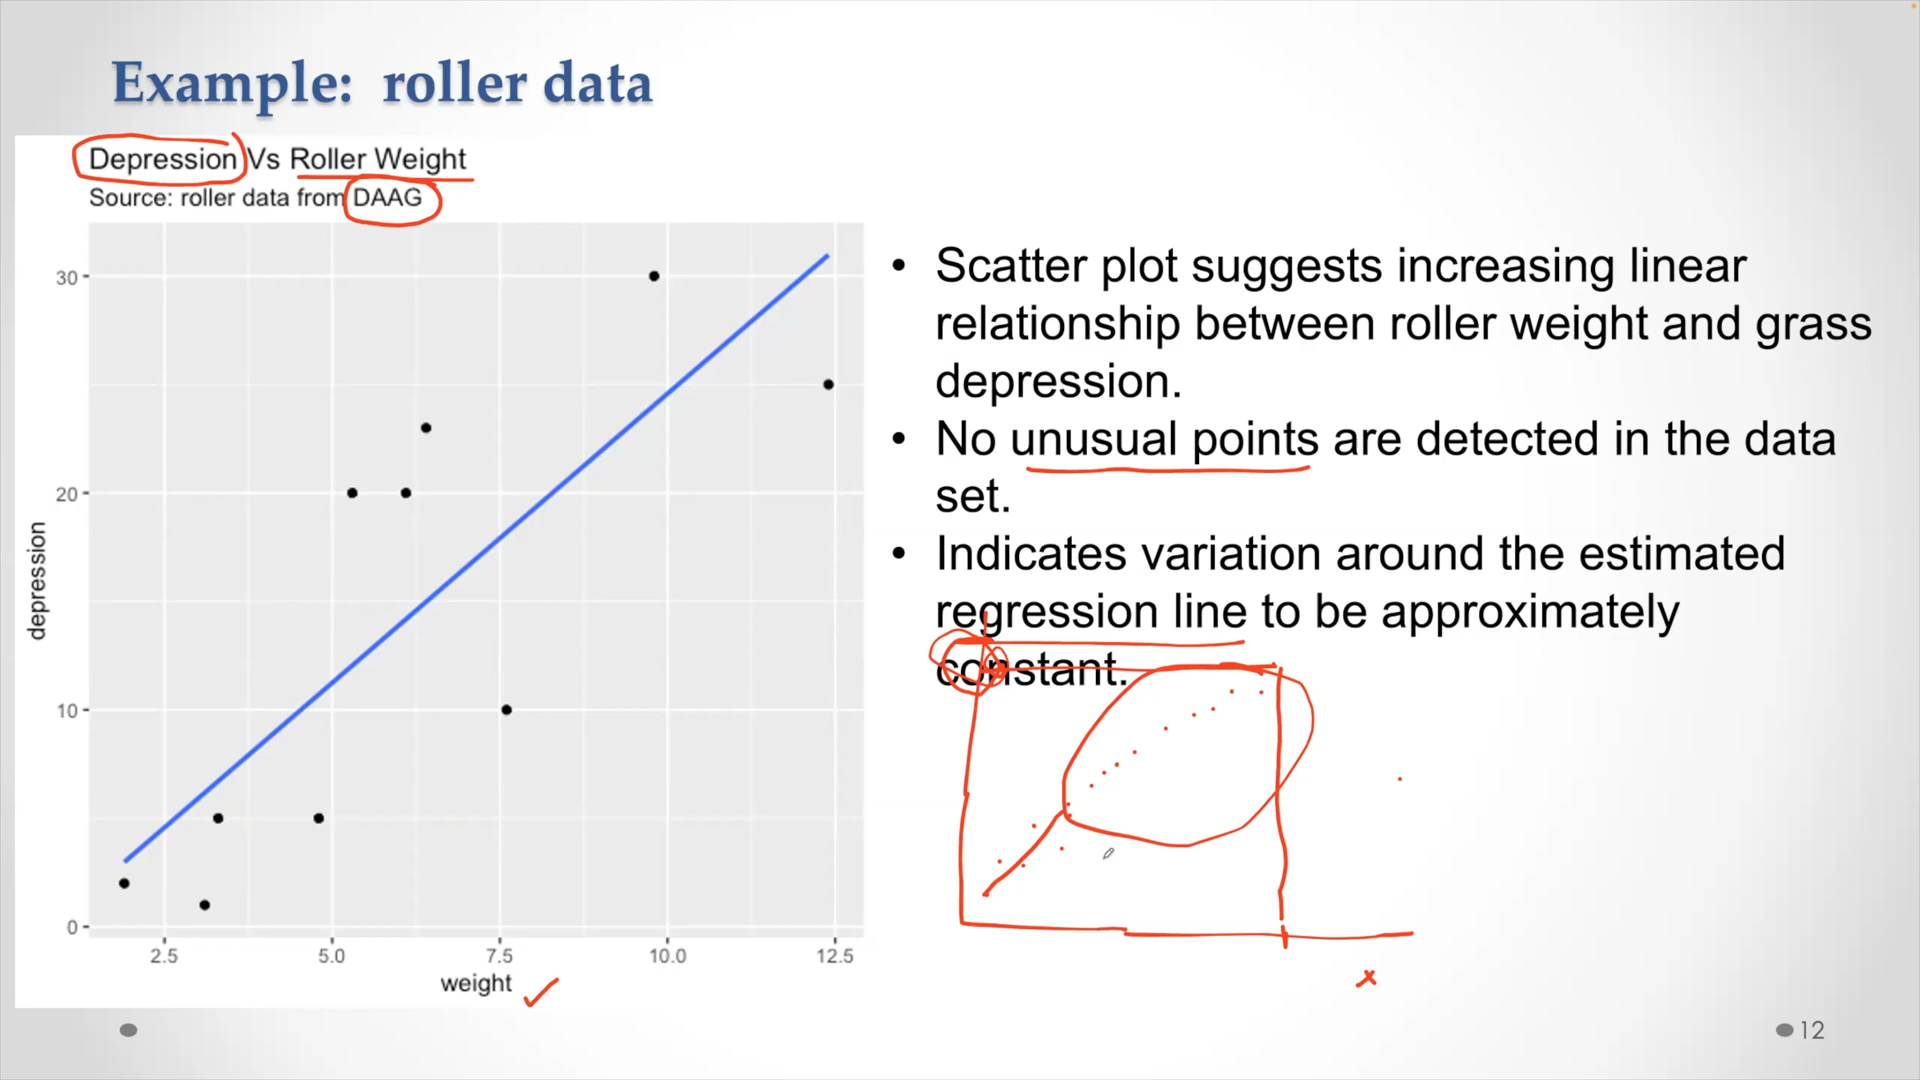 Example: roller data
Depression Vs Roller Weight
Source: roller data from DAAG
30
20
10
0
depression
2.5 5.0 7.5 10.0 12.5
weight
• Scatter plot suggests increasing linear
relationship between roller weight and grass
depression.
• No unusual points are detected in the data
set.
• Indicates variation around the estimated
regression line to be approximately
constant.
x
12